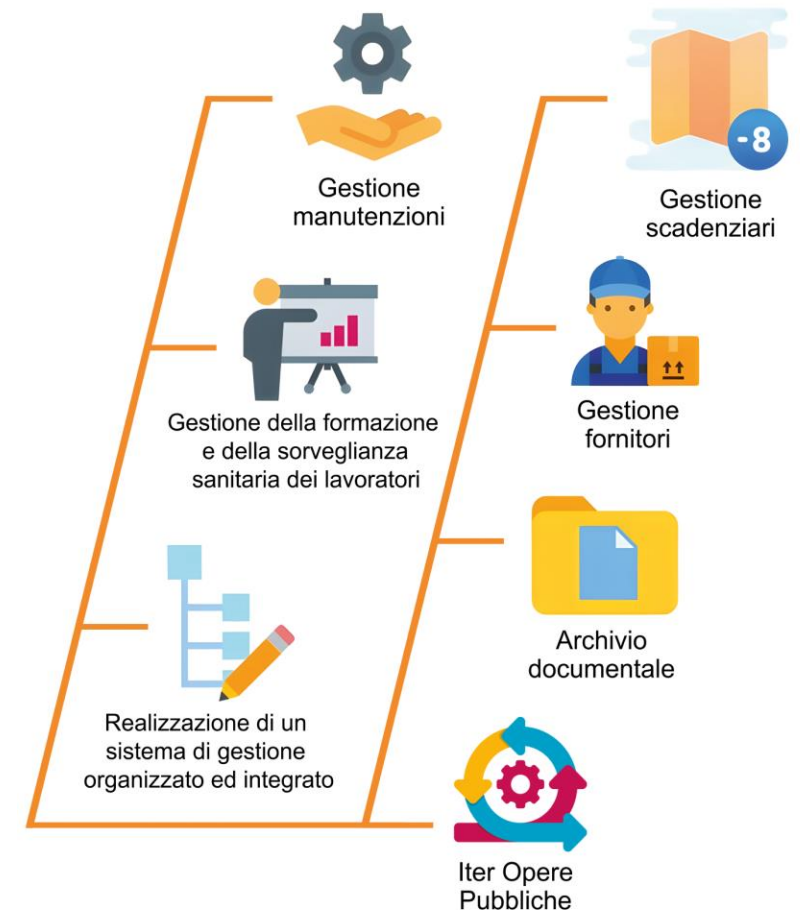 Gestione
manutenzioni
-8
Gestione
scadenziari
Gestione della formazione
e della sorveglianza
sanitaria dei lavoratori
Gestione
fornitori
Archivio
documentale
Realizzazione di un
sistema di gestione
organizzato ed integrato
Iter Opere
Pubbliche